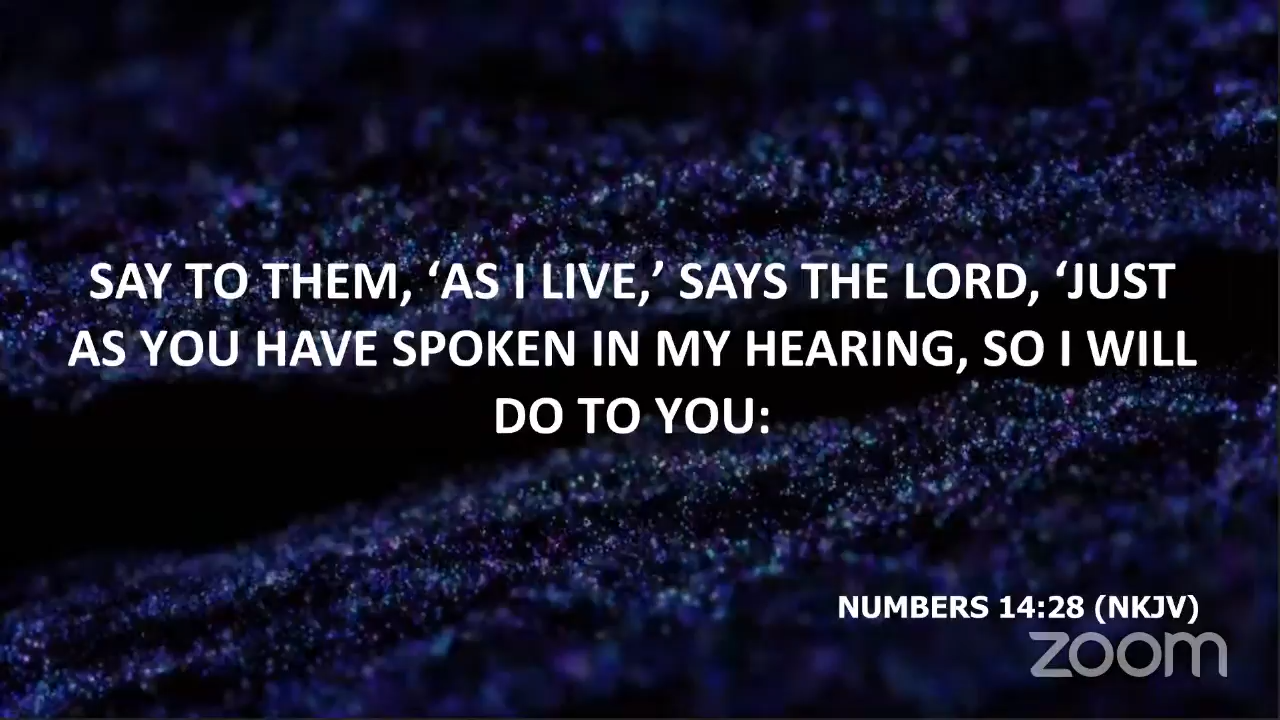 SAY TO THEM, ‘AS I LIVE,’ SAYS THE LORD, ‘JUST
AS YOU HAVE SPOKEN IN MY HEARING, SO I WILL
DO TO YOU:
NUMBERS 14:28 (NKJV)
zoom